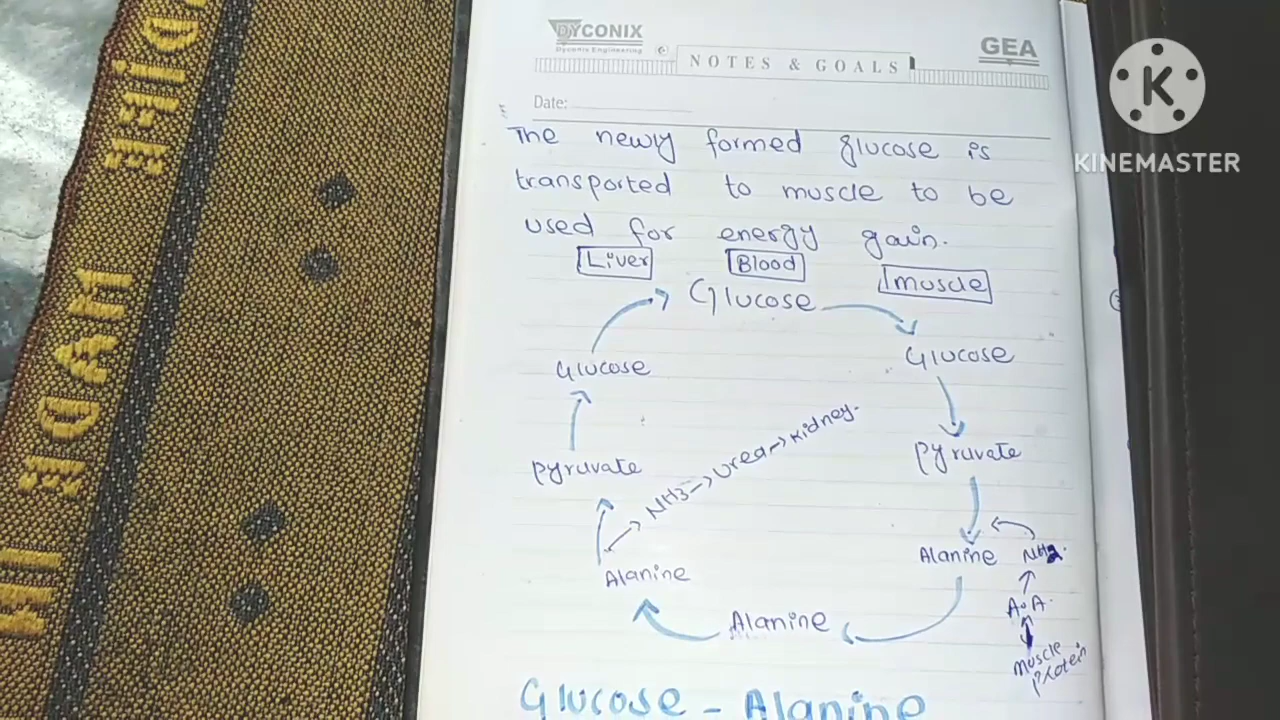 DYCONIX
Dyconix Engineering
GEA
NOTES & GOALS
Date:
The newly formed glucose is
transported to muscle to be
used for energy gain.
Liver Blood muscle
Glucose
Glucose Glucose
Pyruvate Pyruvate
NH3 → Urea → Kidney.
Alanine Alanine NH2.
Alanine
A.A.
muscle
protein
Glucose - Alanine
KINEMASTER
K